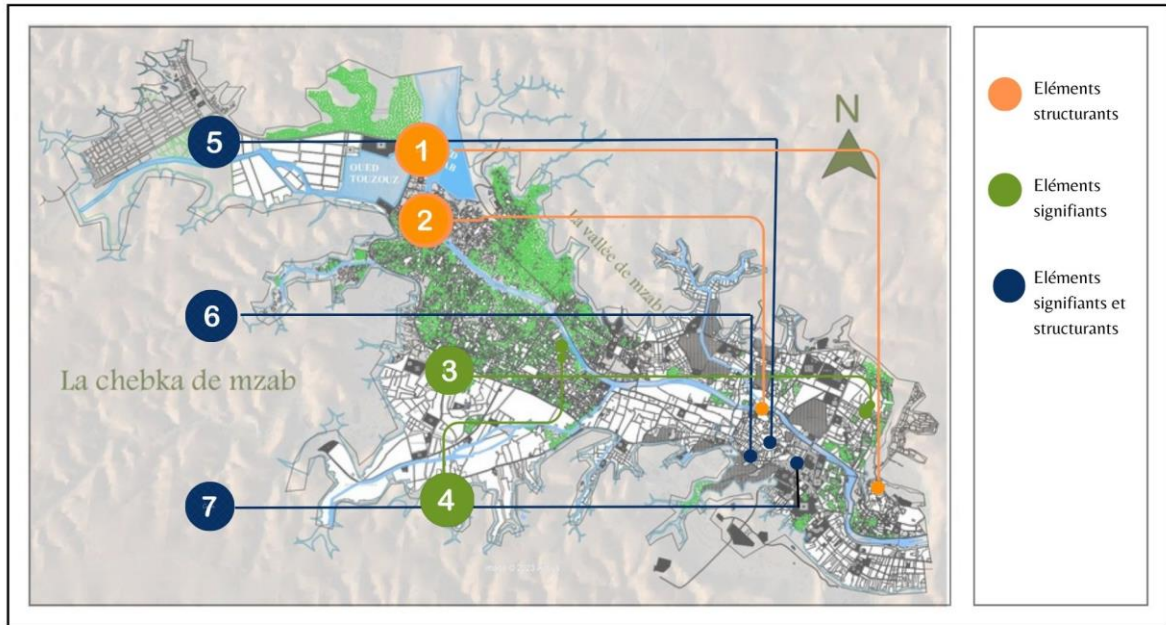 Eléments
structurants
Eléments
signifiants
Eléments
signifiants et
structurants
N
5
1
OUED
TOUZOUZ
2
La vallée de mzab
6
La chebka de mzab
3
4
7